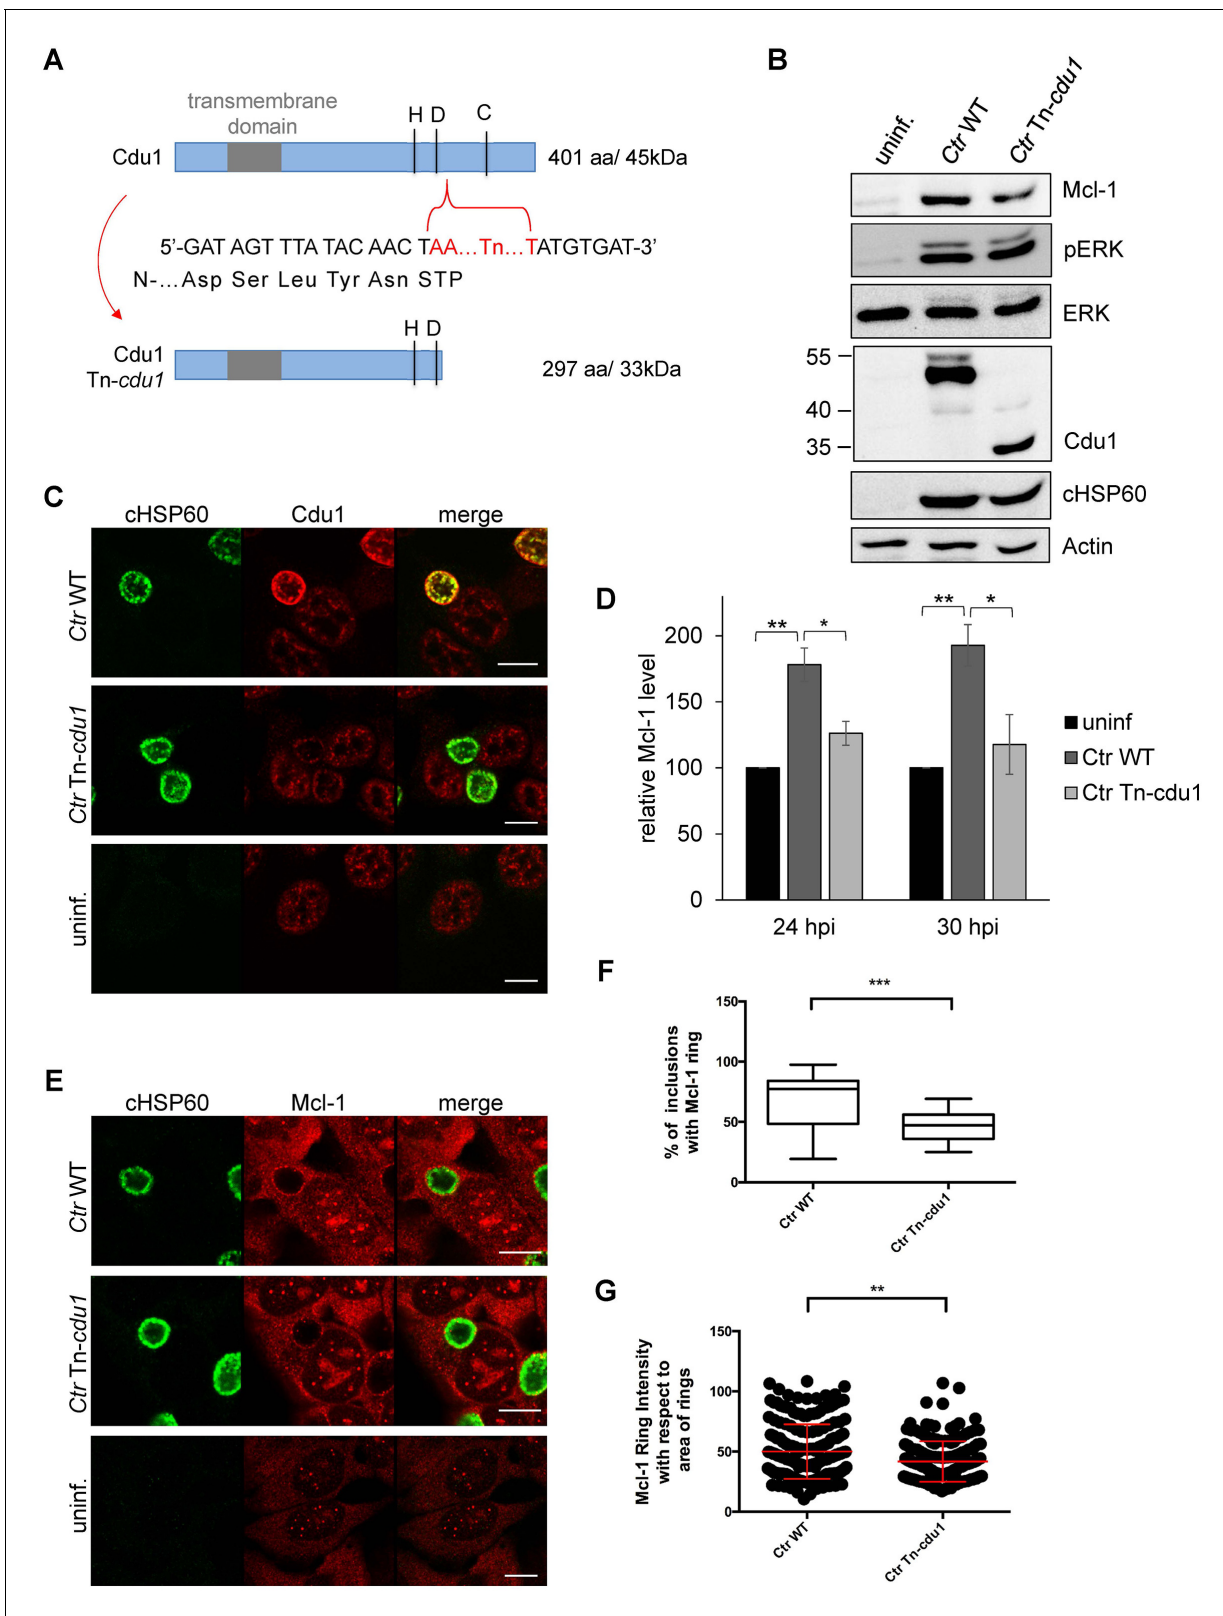 A
transmembrane
domain
H D C
Cdu1
401 aa/ 45kDa
5’-GAT AGT TTA TAC AAC TAA...Tn...TATGTGAT-3’
N-...Asp Ser Leu Tyr Asn STP
H D
Cdu1
Tn-cdu1
297 aa/ 33kDa
B
uninf.
Ctr WT
Ctr Tn-cdu1
Mcl-1
pERK
ERK
55
40
35
Cdu1
cHSP60
Actin
C
cHSP60 Cdu1 merge
Ctr WT
Ctr Tn-cdu1
uninf.
D
relative Mcl-1 level
200
150
100
50
0
** *
** *
24 hpi 30 hpi
uninf
Ctr WT
Ctr Tn-cdu1
E
cHSP60 Mcl-1 merge
Ctr WT
Ctr Tn-cdu1
uninf.
F
% of inclusions
with Mcl-1 ring
150
100
50
0
***
Ctr WT
Ctr Tn-cdu1
G
Mcl-1 Ring Intensity
with respect to
area of rings
150
100
50
0
**
Ctr WT
Ctr Tn-cdu1